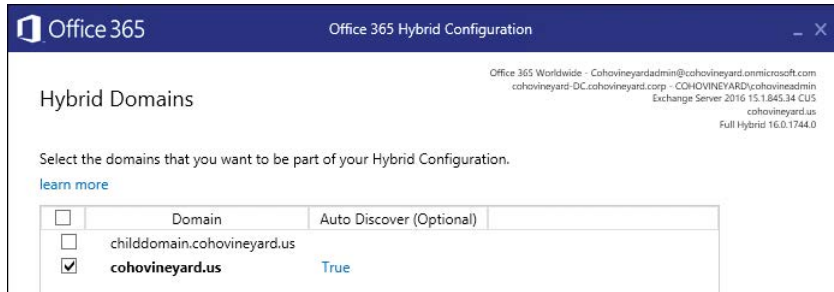 Office 365
Office 365 Hybrid Configuration
Office 365 Worldwide - Cohovineyardadmin@cohovineyard.onmicrosoft.com
cohovineyard-DC.cohovineyard.corp - COHOVINEYARD\cohovineadmin
Exchange Server 2016 15.1.845.34 CUS
cohovineyard.us
Full Hybrid 16.0.1744.0
Hybrid Domains
Select the domains that you want to be part of your Hybrid Configuration.
learn more
Domain Auto Discover (Optional)
childdomain.cohovineyard.us
cohovineyard.us True